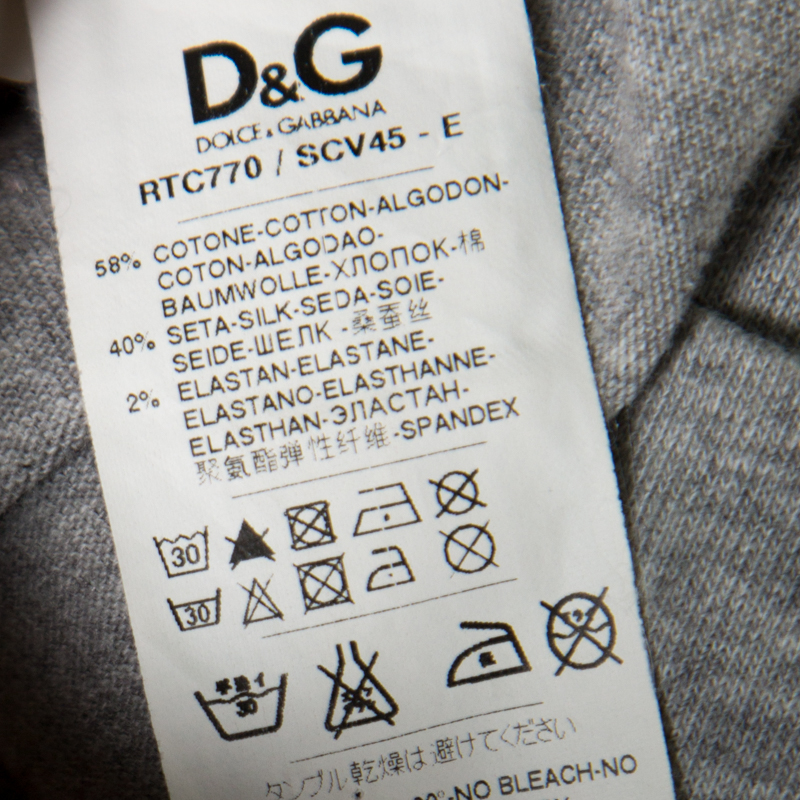 D&G
DOLCE & GABBANA
RTC770 / SCV45 - E
58% COTONE-COTTON-ALGODON-
COTON-ALGODAO-
BAUMWOLLE-ХЛОПОК-棉
40% SETA-SILK-SEDA-SOIE-
SEIDE-ШЕЛК -桑蚕丝
2% ELASTAN-ELASTANE-
ELASTANO-ELASTHANNE-
ELASTHAN-ЭЛАСТАН-
聚氨酯弹性纤维-SPANDEX
30
30
手洗イ
30
タンブル乾燥は避けてください
-NO BLEACH-NO